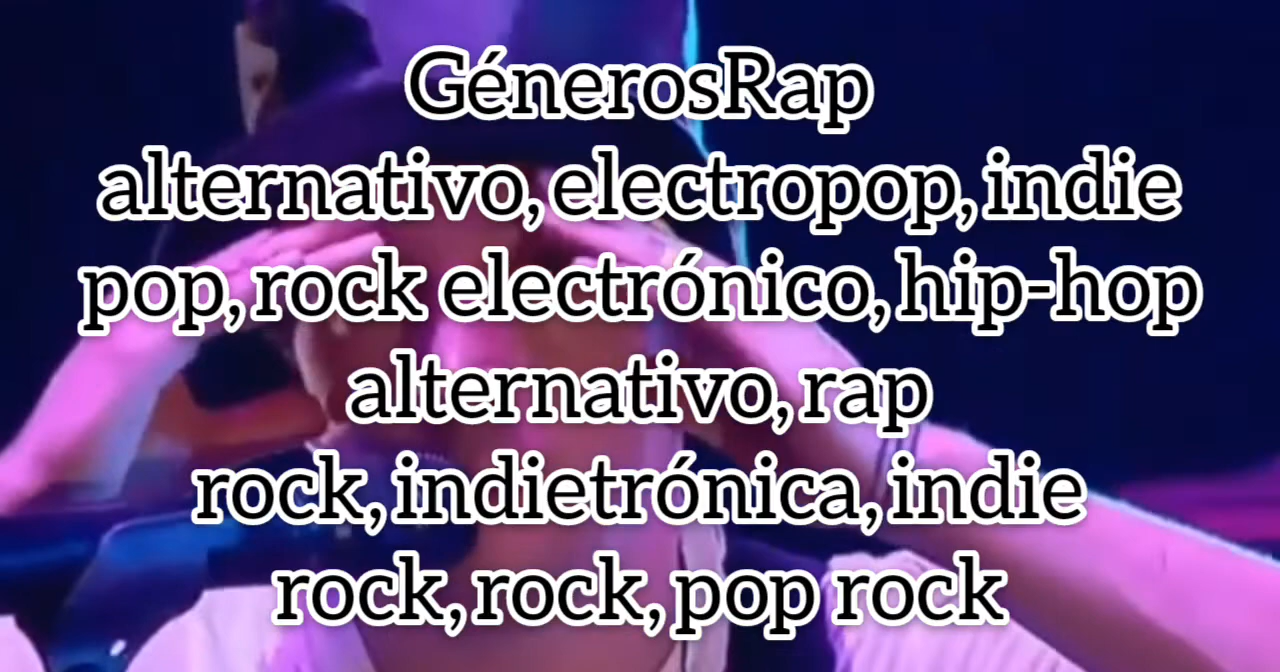 GénerosRap
alternativo, electropop, indie
pop, rock electrónico, hip-hop
alternativo, rap
rock, indietrónica, indie
rock, rock, pop rock